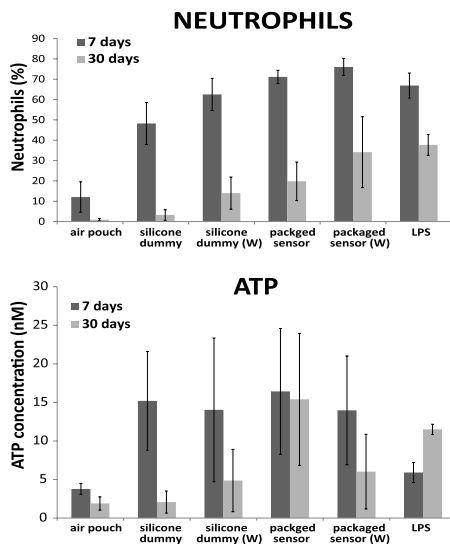 NEUTROPHILS
7 days
30 days
Neutrophils (%)
90
80
70
60
50
40
30
20
10
0
air pouch silicone dummy silicone dummy (W) packged sensor packaged sensor (W) LPS
ATP
7 days
30 days
ATP concentration (nM)
30
25
20
15
10
5
0
air pouch silicone dummy silicone dummy (W) packged sensor packaged sensor (W) LPS